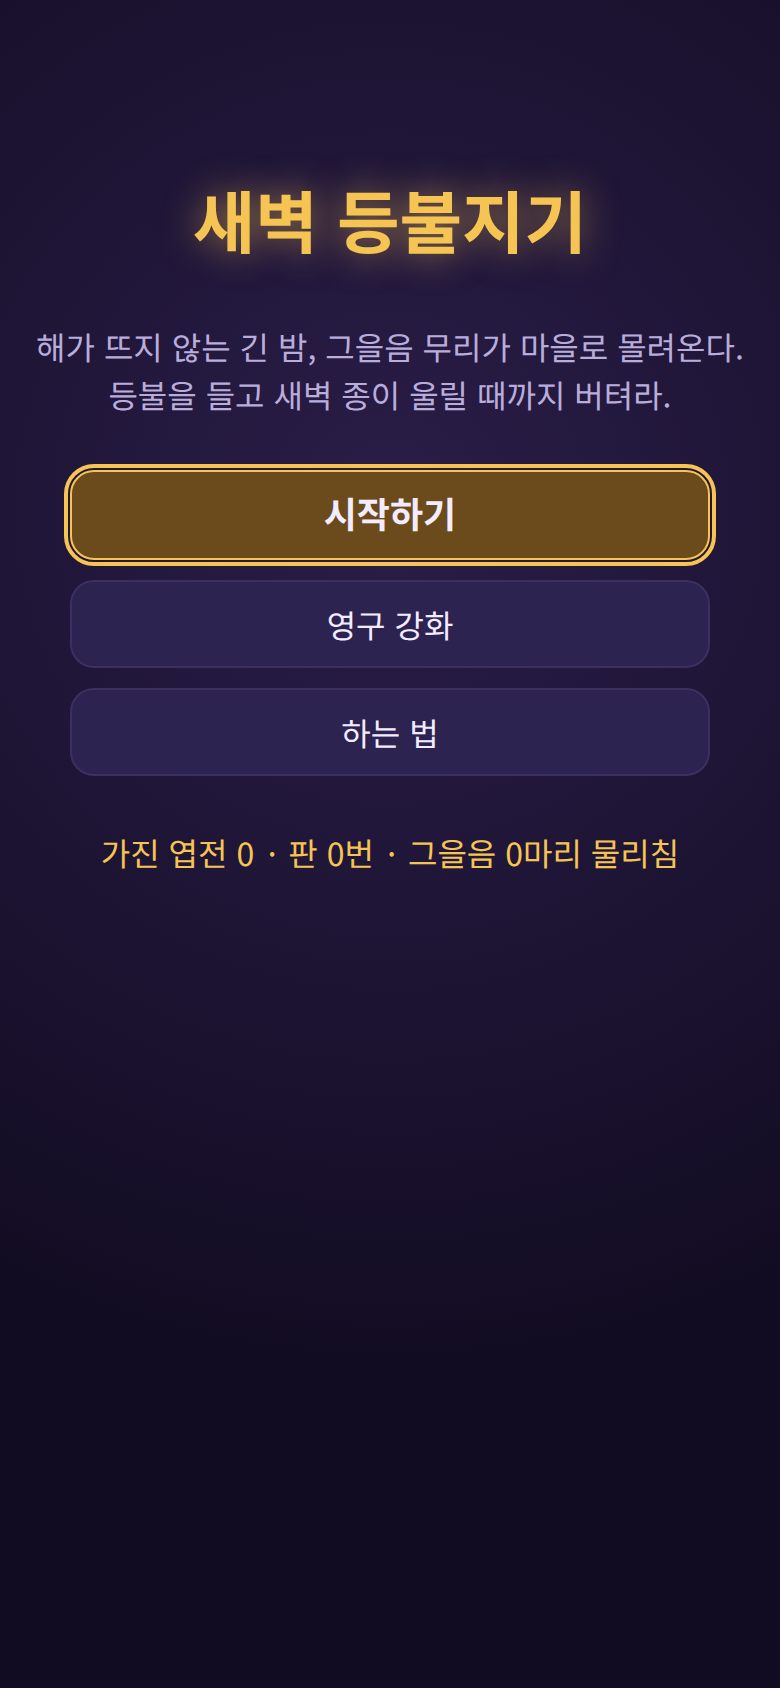 새벽 등불지기
해가 뜨지 않는 긴 밤, 그을음 무리가 마을로 몰려온다.
등불을 들고 새벽 종이 울릴 때까지 버텨라.
시작하기
영구 강화
하는 법
가진 엽전 0 · 판 0번 · 그을음 0마리 물리침